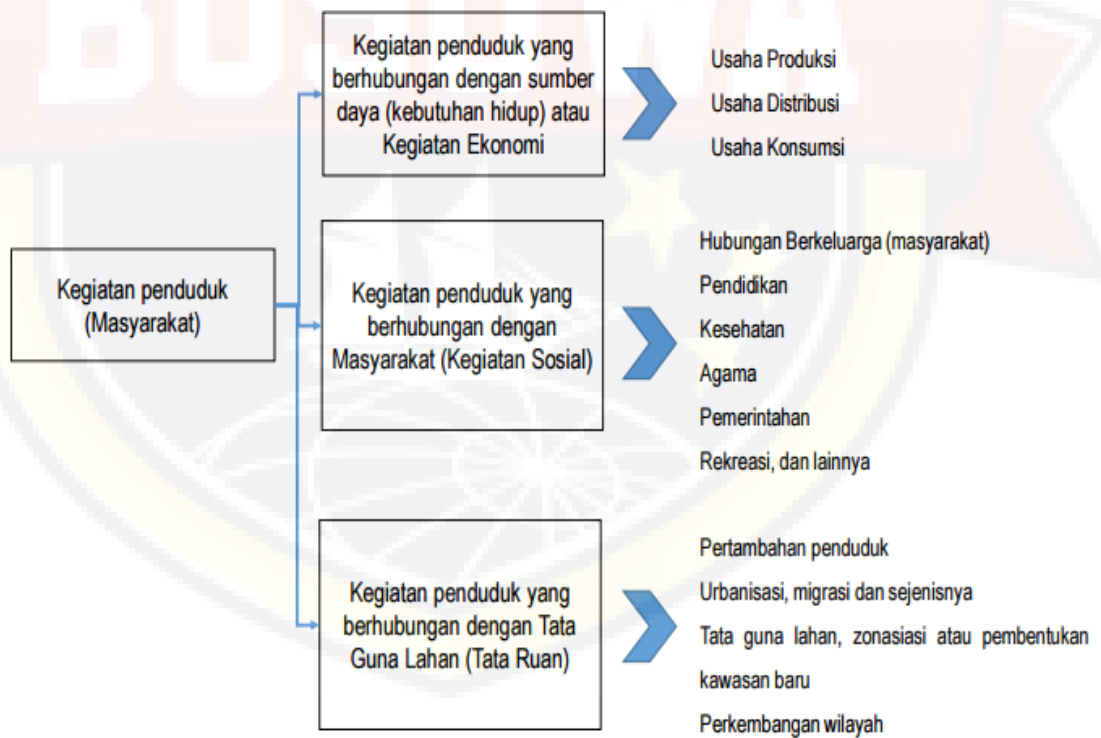 BOSOWA
Kegiatan penduduk
(Masyarakat)
Kegiatan penduduk yang
berhubungan dengan sumber
daya (kebutuhan hidup) atau
Kegiatan Ekonomi
Usaha Produksi
Usaha Distribusi
Usaha Konsumsi
Kegiatan penduduk yang
berhubungan dengan
Masyarakat (Kegiatan Sosial)
Hubungan Berkeluarga (masyarakat)
Pendidikan
Kesehatan
Agama
Pemerintahan
Rekreasi, dan lainnya
Kegiatan penduduk yang
berhubungan dengan Tata
Guna Lahan (Tata Ruan)
Pertambahan penduduk
Urbanisasi, migrasi dan sejenisnya
Tata guna lahan, zonasiasi atau pembentukan
kawasan baru
Perkembangan wilayah